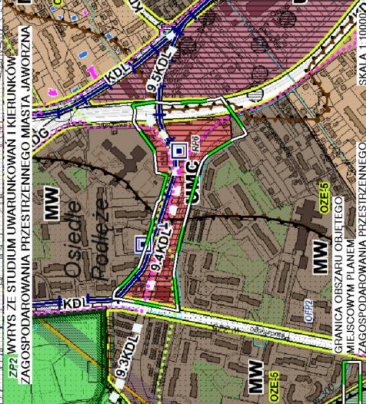 ZP2
WYRYS ZE STUDIUM UWARUNKOWAŃ I KIERUNKÓW
ZAGOSPODAROWANIA PRZESTRZENNEGO MIASTA JAWORZNA
KDL
9.5KDL
DG
MW
Osiedle
Podłęże
9.4KDL
UMC
KDL
9.3KDL
MW
OZE-5
MW
OZE-5
GRANICA OBSZARU OBJĘTEGO
MIEJSCOWYM PLANEM
ZAGOSPODAROWANIA PRZESTRZENNEGO
SKALA 1:10000